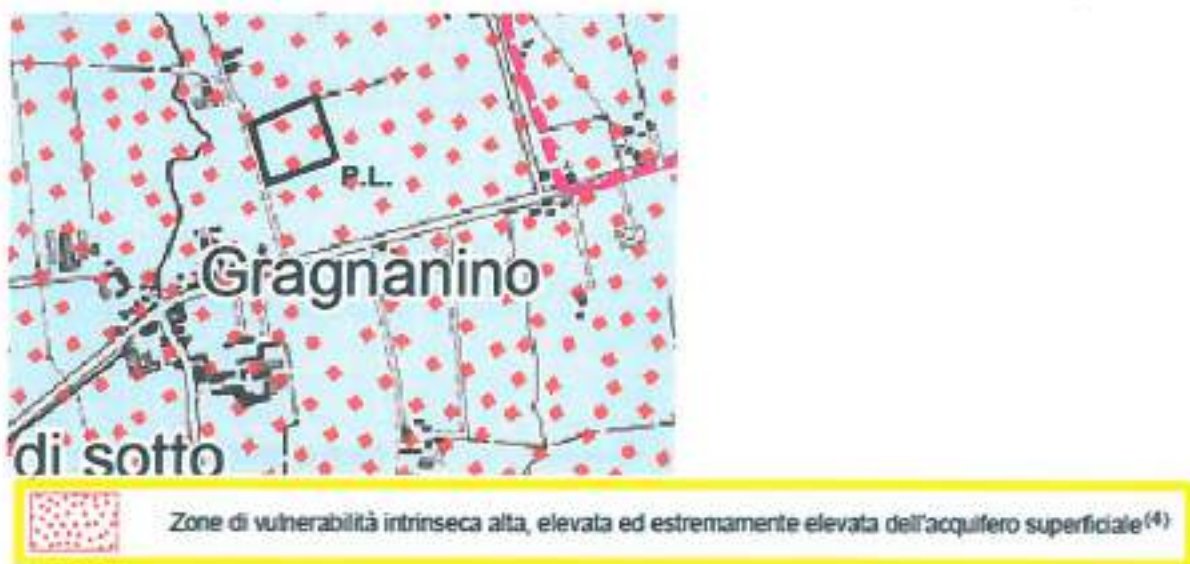 P.L.
Gragnanino
di sotto
Zone di vulnerabilità intrinseca alta, elevata ed estremamente elevata dell'acquifero superficiale(4)